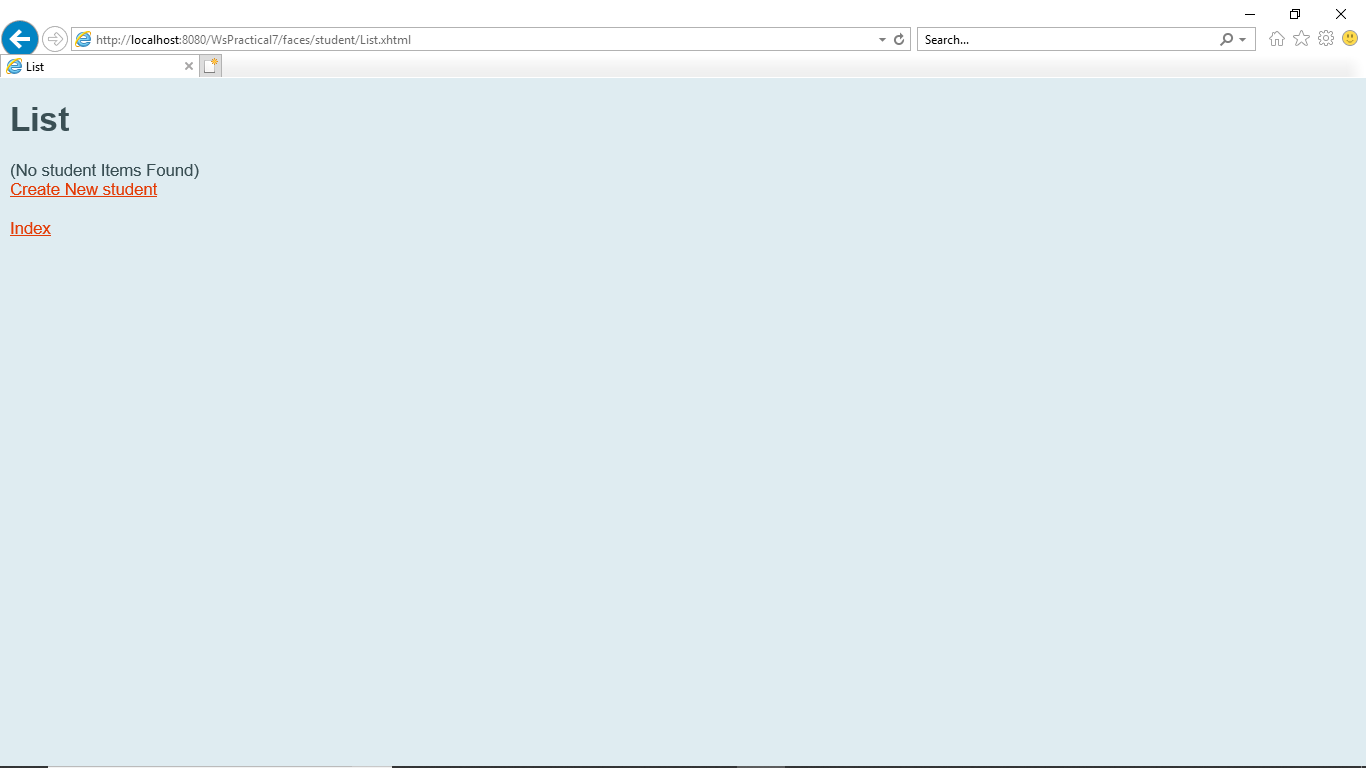 http://localhost:8080/WsPractical7/faces/student/List.xhtml
Search...
List
List
(No student Items Found)
Create New student
Index